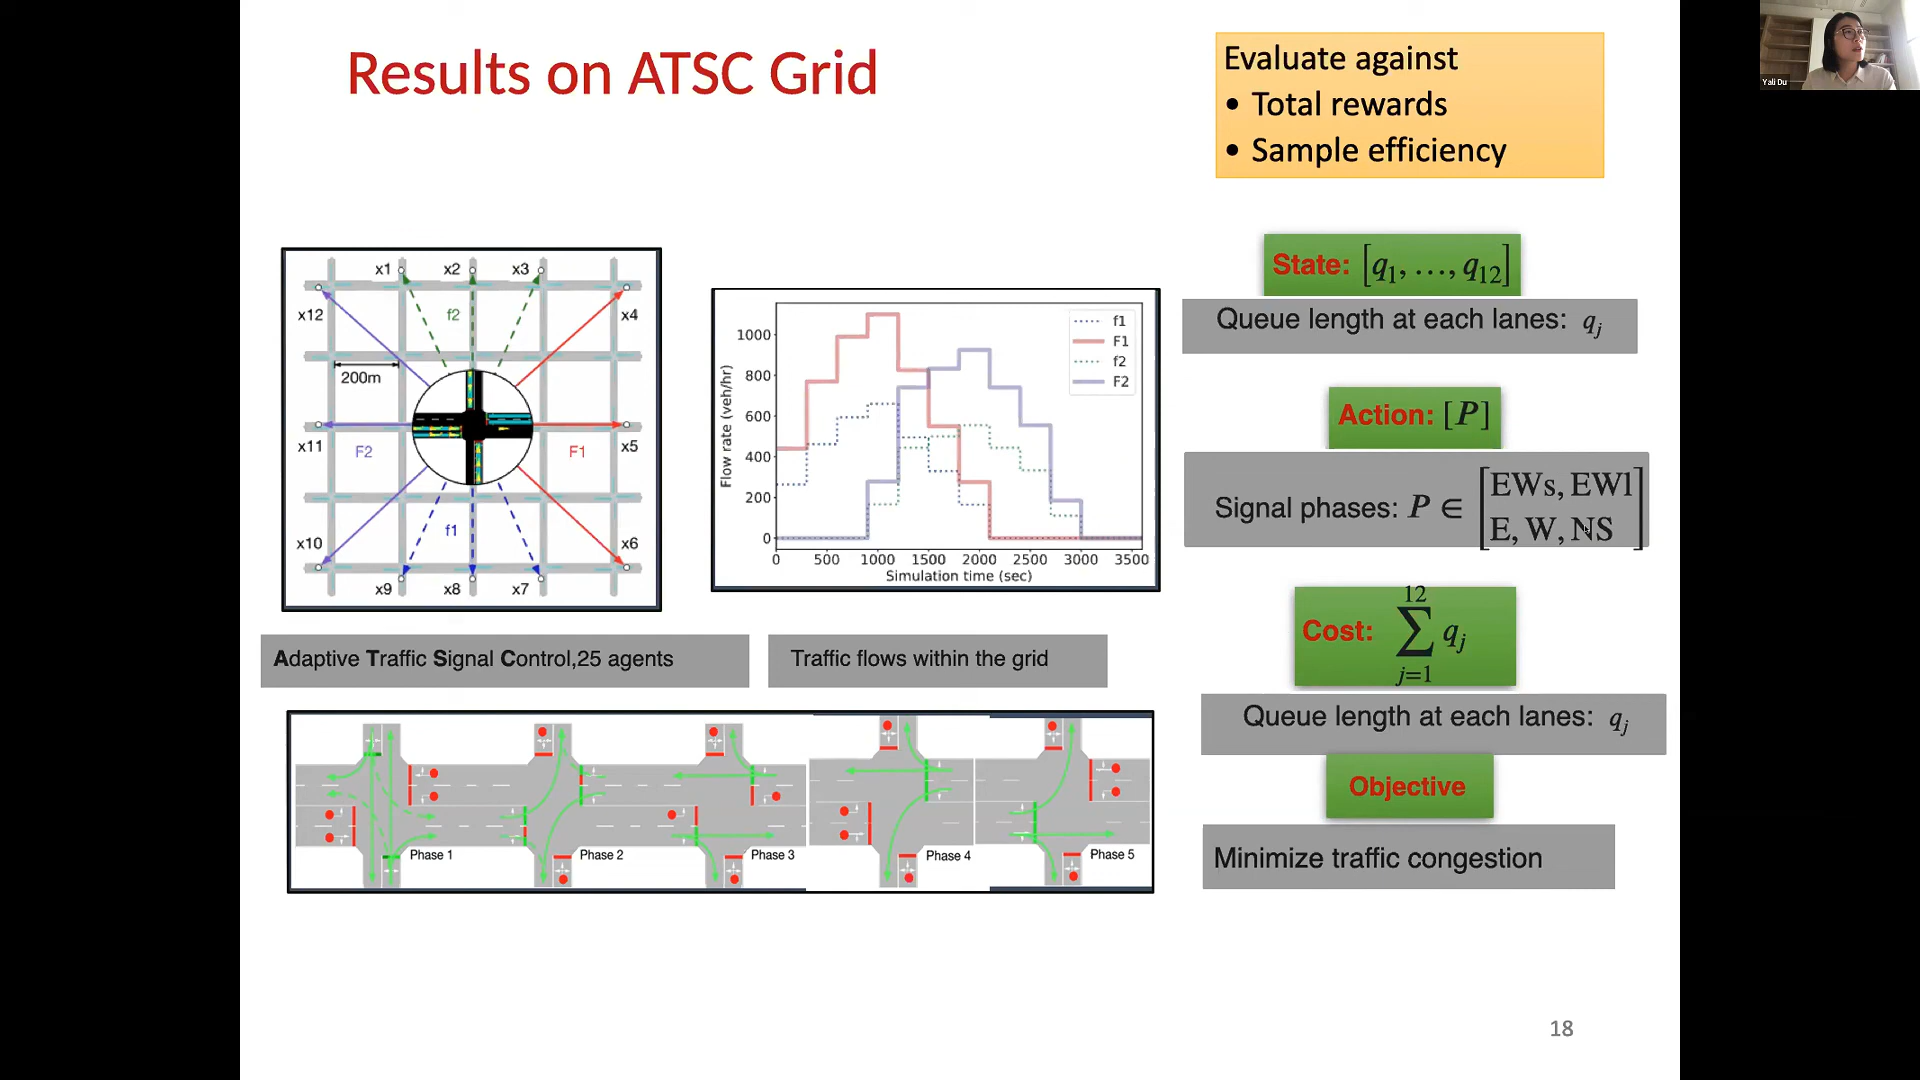 Results on ATSC Grid
Evaluate against
• Total rewards
• Sample efficiency
Yali Du
x1 x2 x3
x12 f2 x4
200m
x11 F2 F1 x5
x10 f1 x6
x9 x8 x7
Flow rate (veh/hr)
1000
800
600
400
200
0
0 500 1000 1500 2000 2500 3000 3500
Simulation time (sec)
f1
F1
f2
F2
State: [q1, …, q12]
Queue length at each lanes: qj
Action: [P]
Signal phases: P ∈ [EWs, EWl
E, W, NS]
Cost: ∑ j=1 12 qj
Queue length at each lanes: qj
Objective
Minimize traffic congestion
Adaptive Traffic Signal Control,25 agents
Traffic flows within the grid
Phase 1 Phase 2 Phase 3 Phase 4 Phase 5
18